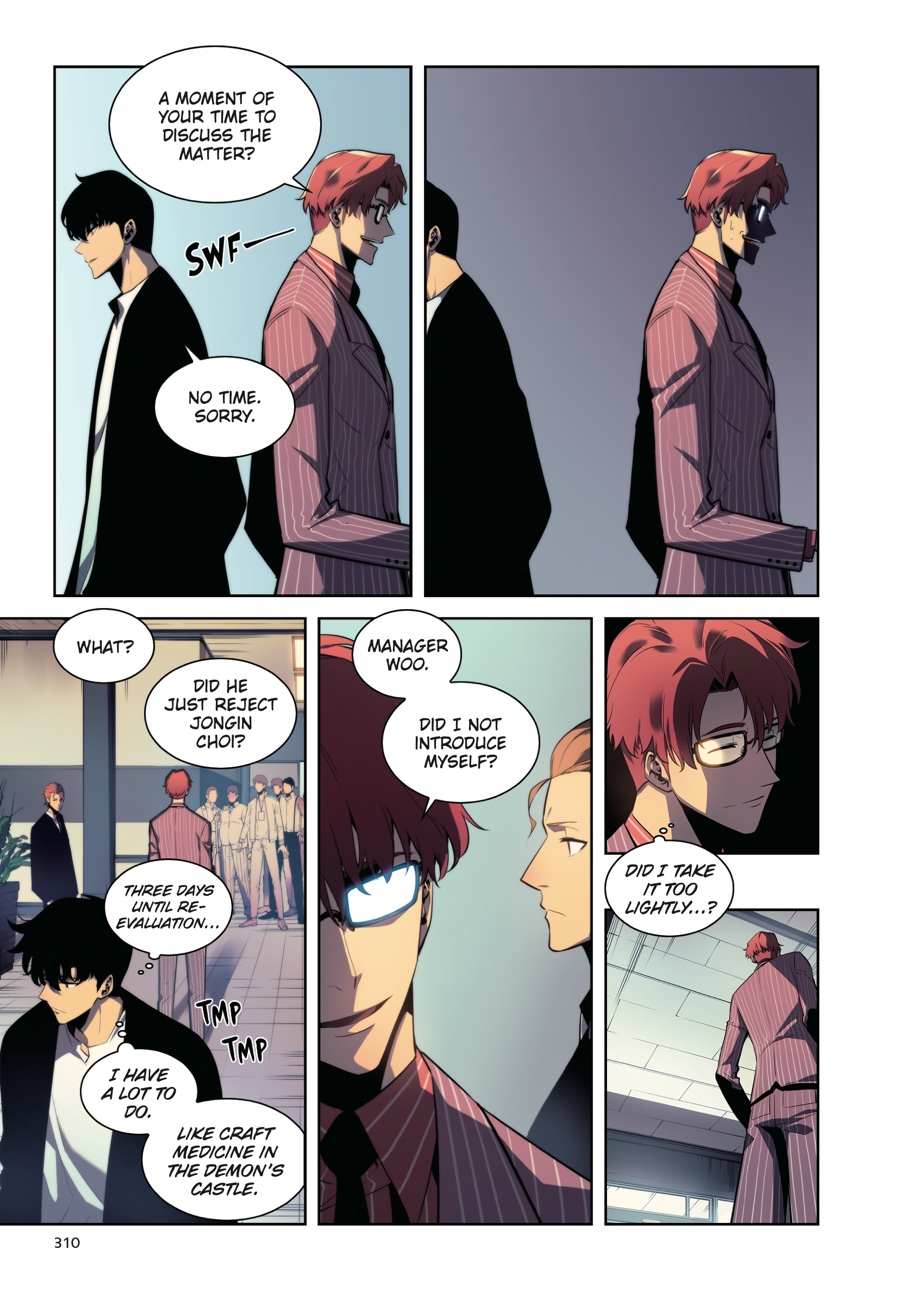 A MOMENT OF
YOUR TIME TO
DISCUSS THE
MATTER?
SWF
NO TIME.
SORRY.
WHAT?
DID HE
JUST REJECT
JONGIN
CHOI?
THREE DAYS
UNTIL RE-
EVALUATION...
TMP
TMP
I HAVE
A LOT TO
DO.
LIKE CRAFT
MEDICINE IN
THE DEMON'S
CASTLE.
MANAGER
WOO.
DID I NOT
INTRODUCE
MYSELF?
DID I TAKE
IT TOO
LIGHTLY...?
310